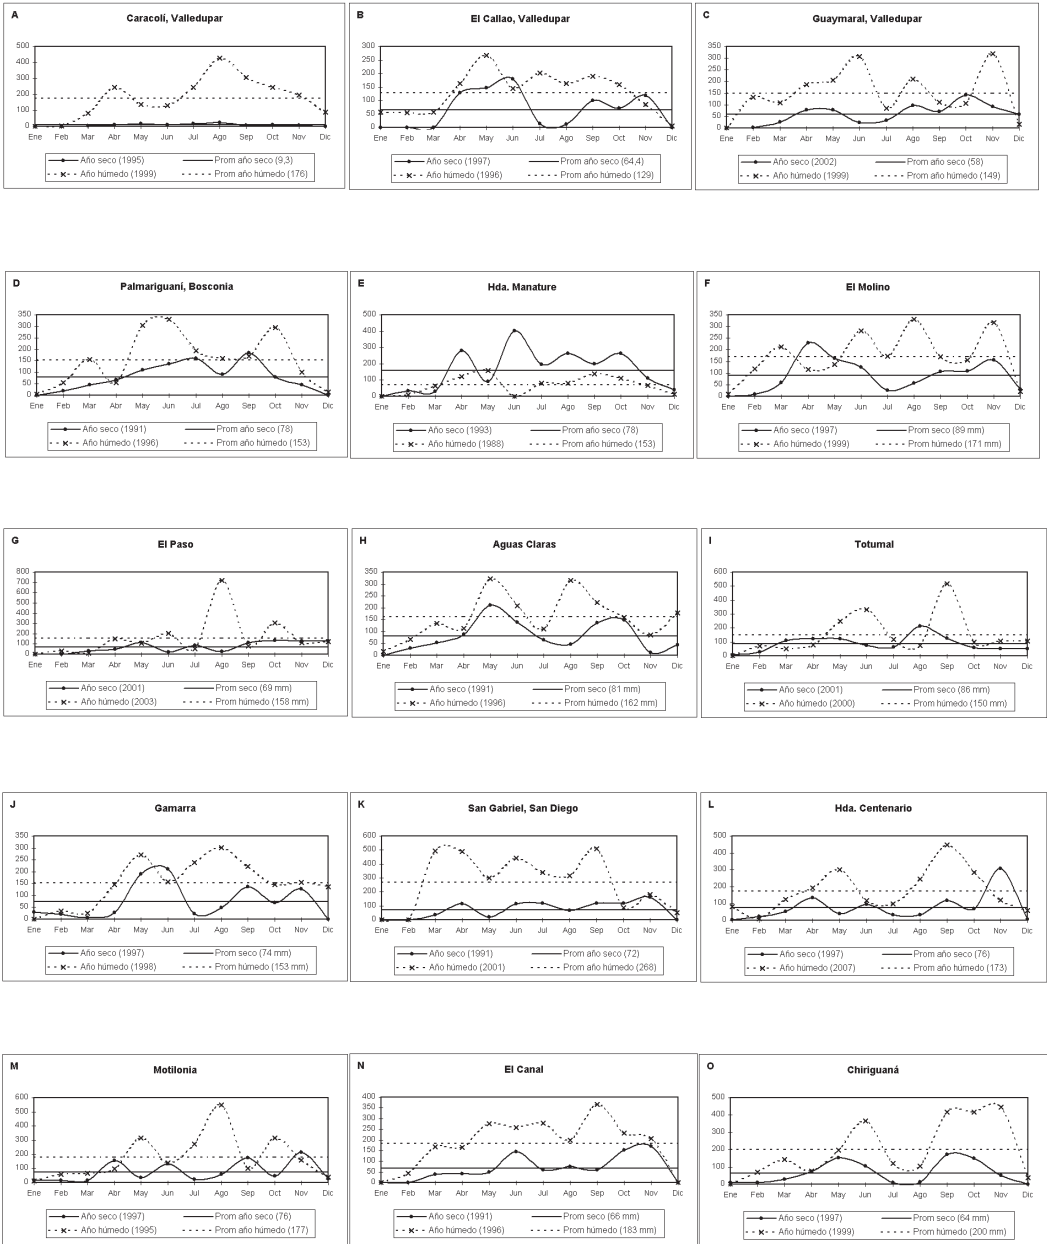 A Caracolí, Valledupar
500
400
300
200
100
0
Ene Feb Mar Abr May Jun Jul Ago Sep Oct Nov Dic
Año seco (1995) Prom año seco (9,3)
Año húmedo (1999) Prom año húmedo (176)
B El Callao, Valledupar
300
250
200
150
100
50
0
Ene Feb Mar Abr May Jun Jul Ago Sep Oct Nov Dic
Año seco (1997) Prom año seco (64,4)
Año húmedo (1996) Prom año húmedo (129)
C Guaymaral, Valledupar
350
300
250
200
150
100
50
0
Ene Feb Mar Abr May Jun Jul Ago Sep Oct Nov Dic
Año seco (2002) Prom año seco (58)
Año húmedo (1999) Prom año húmedo (149)
D Palmariguaní, Bosconia
350
300
250
200
150
100
50
0
Ene Feb Mar Abr May Jun Jul Ago Sep Oct Nov Dic
Año seco (1991) Prom año seco (78)
Año húmedo (1996) Prom año húmedo (153)
E Hda. Manature
500
400
300
200
100
0
Ene Feb Mar Abr May Jun Jul Ago Sep Oct Nov Dic
Año seco (1993) Prom año seco (78)
Año húmedo (1988) Prom año húmedo (153)
F El Molino
350
300
250
200
150
100
50
0
Ene Feb Mar Abr May Jun Jul Ago Sep Oct Nov Dic
Año seco (1997) Prom seco (89 mm)
Año húmedo (1999) Prom húmedo (171 mm)
G El Paso
800
700
600
500
400
300
200
100
0
Ene Feb Mar Abr May Jun Jul Ago Sep Oct Nov Dic
Año seco (2001) Prom seco (69 mm)
Año húmedo (2003) Prom húmedo (158 mm)
H Aguas Claras
350
300
250
200
150
100
50
0
Ene Feb Mar Abr May Jun Jul Ago Sep Oct Nov Dic
Año seco (1991) Prom seco (81 mm)
Año húmedo (1996) Prom húmedo (162 mm)
I Totumal
600
500
400
300
200
100
0
Ene Feb Mar Abr May Jun Jul Ago Sep Oct Nov Dic
Año seco (2001) Prom seco (86 mm)
Año húmedo (2000) Prom húmedo (150 mm)
J Gamarra
350
300
250
200
150
100
50
0
Ene Feb Mar Abr May Jun Jul Ago Sep Oct Nov Dic
Año seco (1997) Prom seco (74 mm)
Año húmedo (1998) Prom húmedo (153 mm)
K San Gabriel, San Diego
600
500
400
300
200
100
0
Ene Feb Mar Abr May Jun Jul Ago Sep Oct Nov Dic
Año seco (1991) Prom año seco (72)
Año húmedo (2001) Prom año húmedo (268)
L Hda. Centenario
500
400
300
200
100
0
Ene Feb Mar Abr May Jun Jul Ago Sep Oct Nov Dic
Año seco (1997) Prom año seco (76)
Año húmedo (2007) Prom año húmedo (173)
M Motilonia
600
500
400
300
200
100
0
Ene Feb Mar Abr May Jun Jul Ago Sep Oct Nov Dic
Año seco (1997) Prom año seco (76)
Año húmedo (1995) Prom año húmedo (177)
N El Canal
400
350
300
250
200
150
100
50
0
Ene Feb Mar Abr May Jun Jul Ago Sep Oct Nov Dic
Año seco (1991) Prom seco (66 mm)
Año húmedo (1996) Prom húmedo (183 mm)
O Chiriguaná
500
400
300
200
100
0
Ene Feb Mar Abr May Jun Jul Ago Sep Oct Nov Dic
Año seco (1997) Prom seco (64 mm)
Año húmedo (1999) Prom húmedo (200 mm)